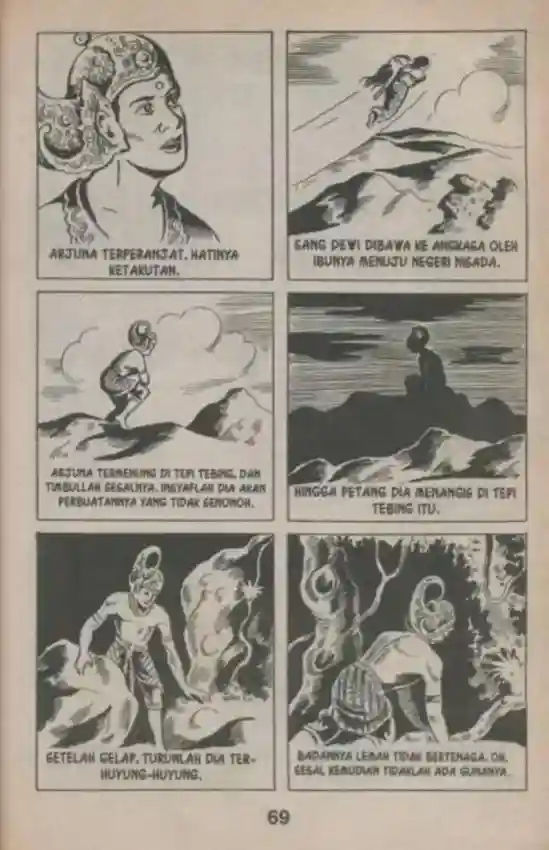 ARJUNA TERPERANJAT. HATINYA
KETAKUTAN.
SANG DEWI DIBAWA KE ANGKASA OLEH
IBUNYA MENUJU NEGERI NISADA.
ARJUNA TERMENUNG DI TEPI TEBING, DAN
TIMBULLAH SESALNYA. INSYAFLAH DIA AKAN
PERBUATANNYA YANG TIDAK SENONOH.
HINGGA PETANG DIA MENANGIS DI TEPI
TEBING ITU.
SETELAH GELAP, TURUNLAH DIA TER-
HUYUNG-HUYUNG.
BADANNYA LEMAH TIDAK BERTENAGA. OH,
SESAL KEMUDIAN TIDAKLAH ADA GUNANYA.
69